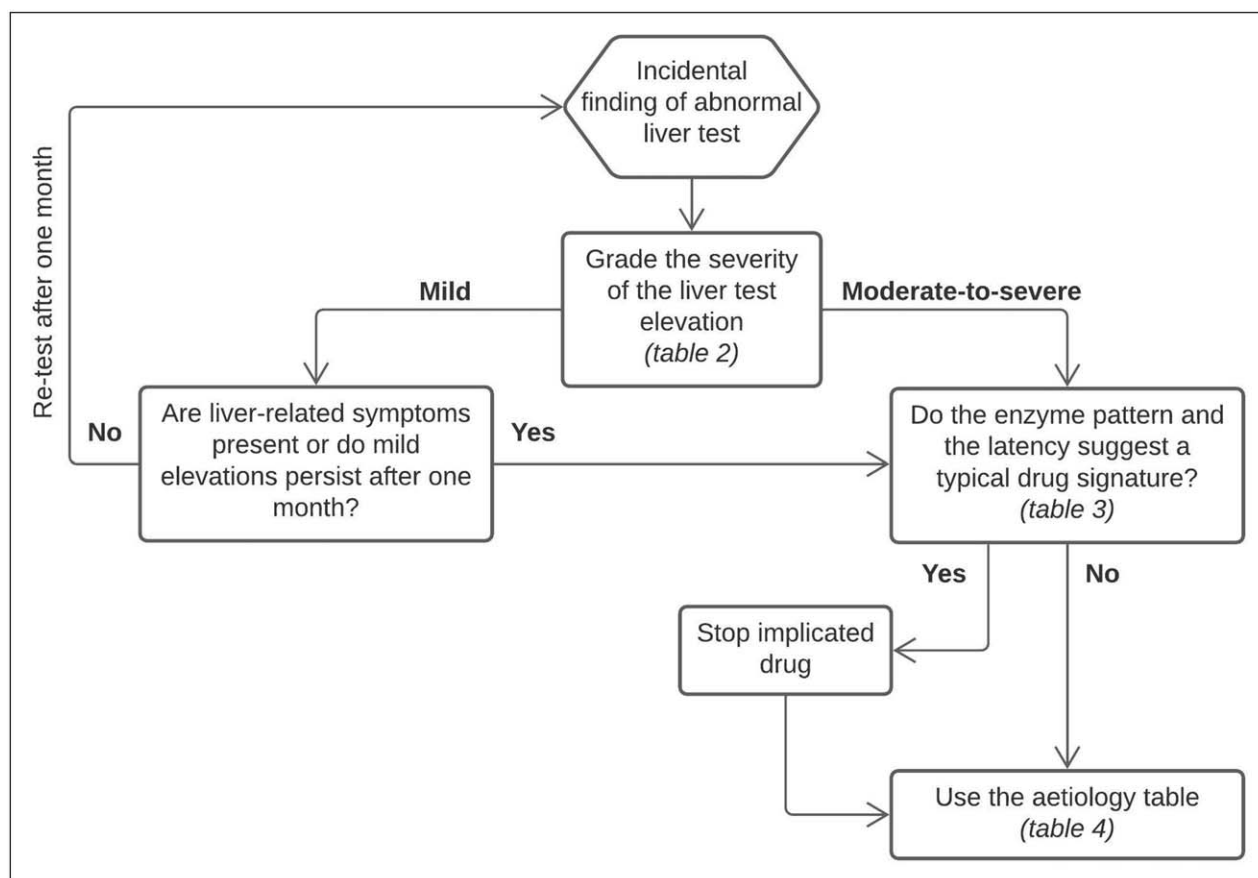 Incidental
finding of abnormal
liver test
Re-test after one month
Grade the severity
of the liver test
elevation
(table 2)
Mild
Moderate-to-severe
Are liver-related symptoms
present or do mild
elevations persist after one
month?
No
Yes
Do the enzyme pattern and
the latency suggest a
typical drug signature?
(table 3)
Yes
No
Stop implicated
drug
Use the aetiology table
(table 4)